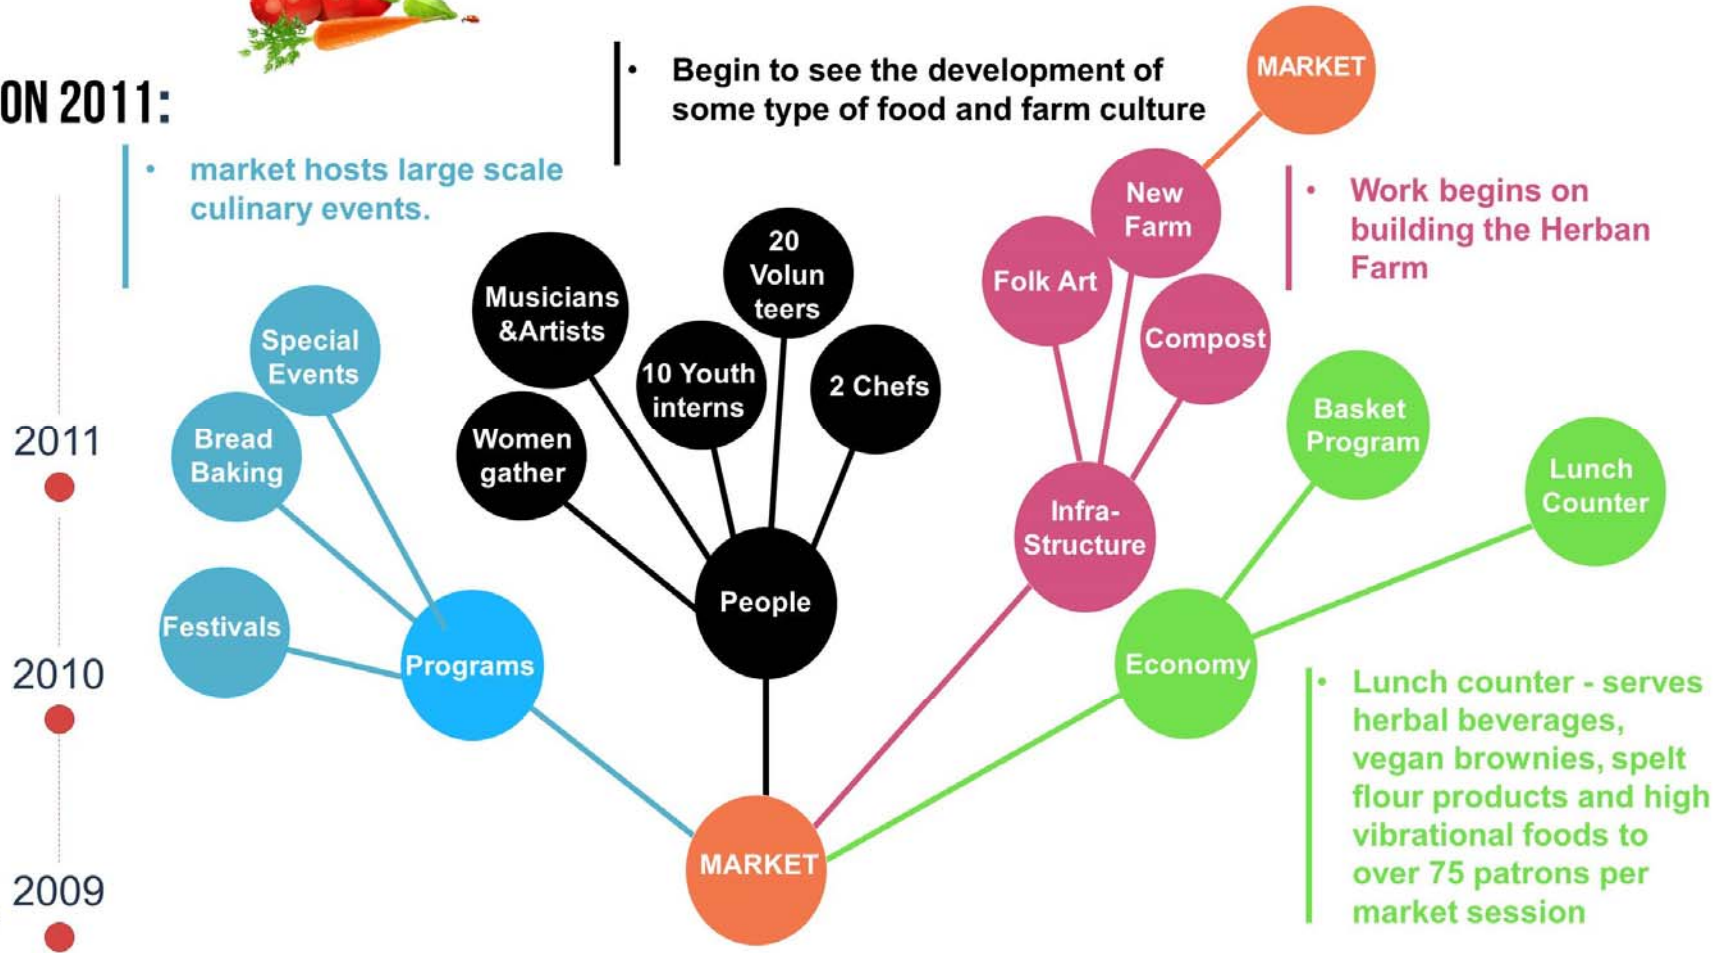 ON 2011:
• market hosts large scale
culinary events.
• Begin to see the development of
some type of food and farm culture
MARKET
• Work begins on
building the Herban
Farm
New
Farm
Folk Art
Compost
20
Volun
teers
Musicians
&Artists
10 Youth
interns
2 Chefs
Women
gather
Special
Events
Bread
Baking
Festivals
Basket
Program
Lunch
Counter
Infra-
Structure
People
Programs
Economy
MARKET
2011
2010
2009
• Lunch counter - serves
herbal beverages,
vegan brownies, spelt
flour products and high
vibrational foods to
over 75 patrons per
market session